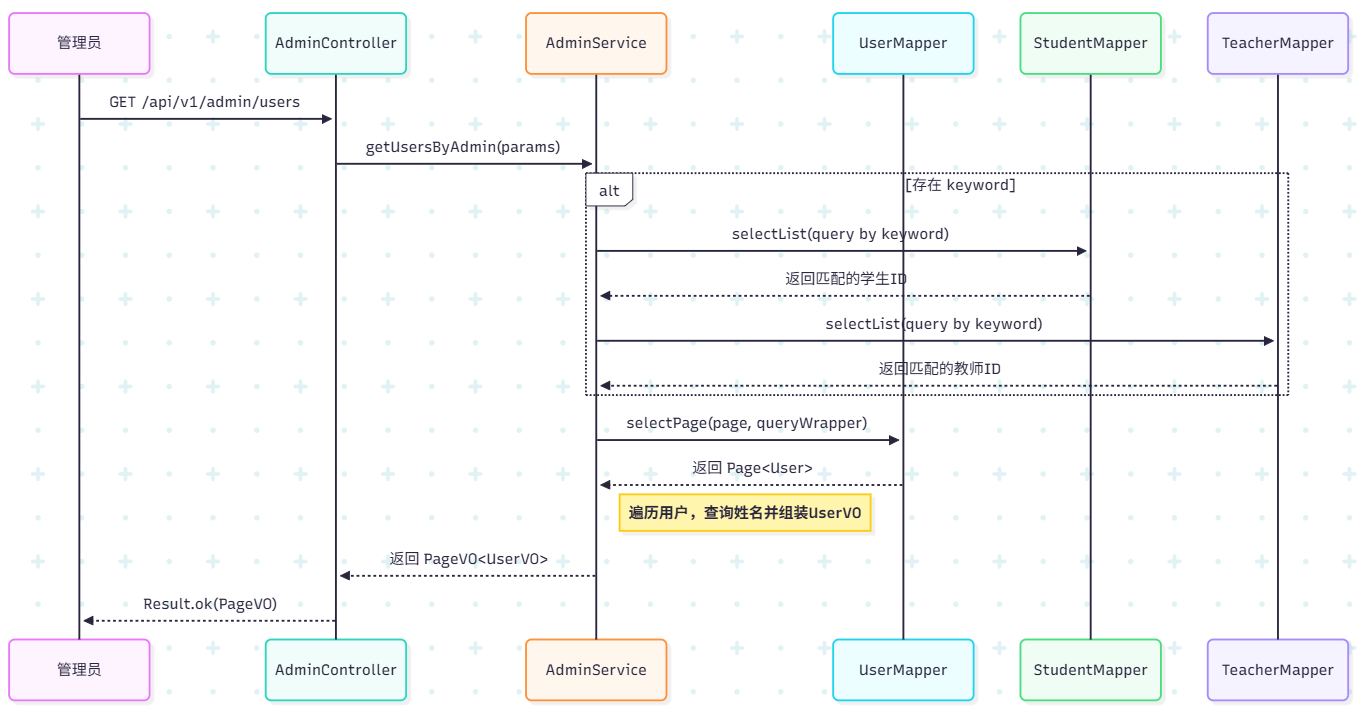 管理员
AdminController
AdminService
UserMapper
StudentMapper
TeacherMapper
GET /api/v1/admin/users
getUsersByAdmin(params)
alt
[存在 keyword]
selectList(query by keyword)
返回匹配的学生ID
selectList(query by keyword)
返回匹配的教师ID
selectPage(page, queryWrapper)
返回 Page<User>
遍历用户，查询姓名并组装UserVO
返回 PageVO<UserVO>
Result.ok(PageVO)
管理员
AdminController
AdminService
UserMapper
StudentMapper
TeacherMapper